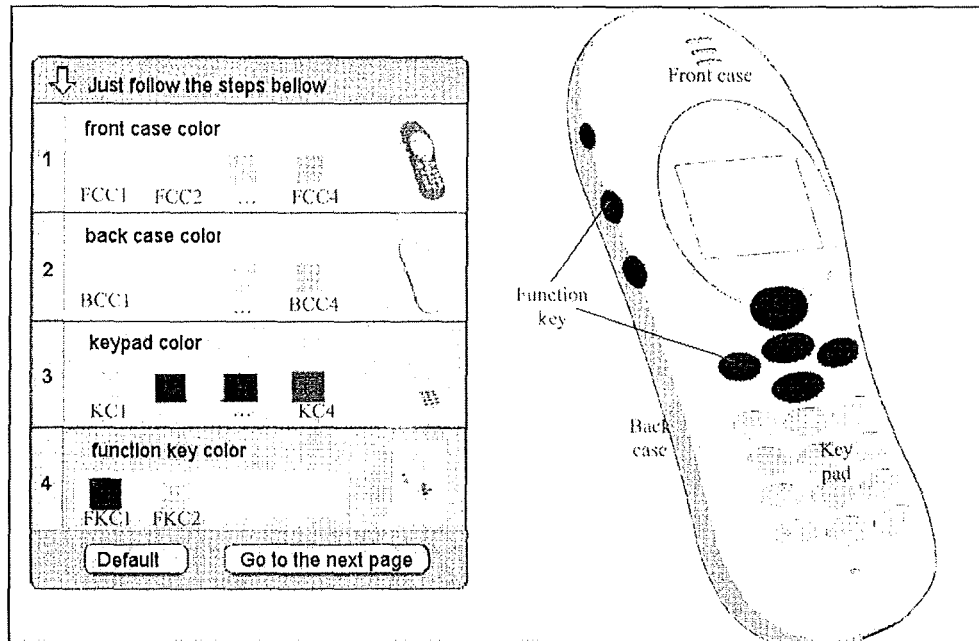 Just follow the steps bellow
1
front case color
FCC1 FCC2 ... FCC4
2
back case color
BCC1 ... BCC4
3
keypad color
KC1 ... KC4
4
function key color
FKC1 FKC2
Default
Go to the next page
Front case
Function
key
Back
case
Key
pad